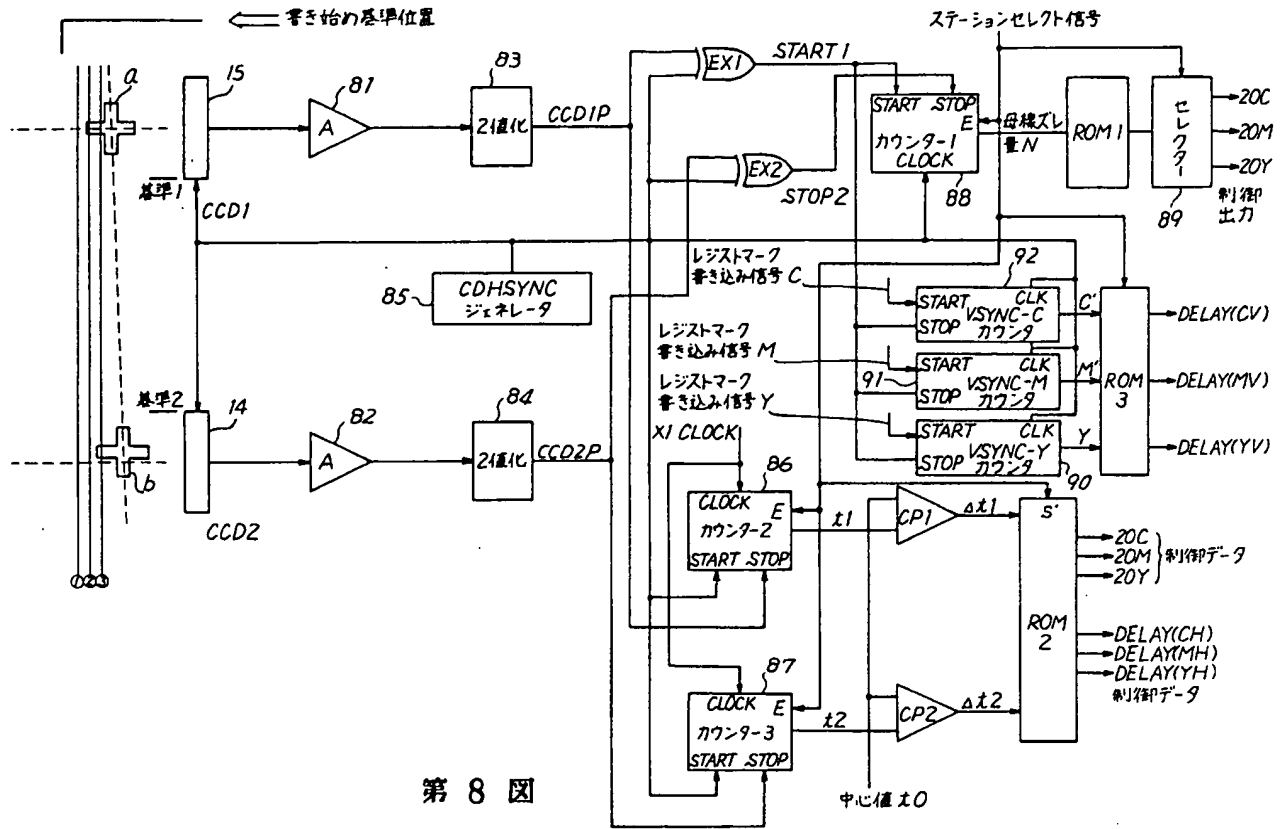 書き始め基準位置
ステーションセレクト信号
a
15
81
83
A
2値化
CCD1P
EX1
START1
START STOP
E
カウンター1
CLOCK
88
母線ズレ
量N
ROM1
セレクター
89
20C
20M
20Y
制御
出力
基準1
CCD1
EX2
STOP2
85
CDHSYNC
ジェネレータ
レジストマーク
書き込み信号C
92
START
CLK
VSYNC-C
STOP
カウンタ
C'
レジストマーク
書き込み信号M
91
START
CLK
VSYNC-M
STOP
カウンタ
M'
レジストマーク
書き込み信号Y
START
CLK
VSYNC-Y
STOP
カウンタ
Y
90
ROM
3
DELAY(CV)
DELAY(MV)
DELAY(YV)
基準2
14
82
84
A
2値化
CCD2P
b
CCD2
①②③
X1 CLOCK
86
CLOCK
E
カウンター2
START STOP
t1
CP1
Δt1
S'
ROM
2
20C
20M
20Y
制御データ
DELAY(CH)
DELAY(MH)
DELAY(YH)
制御データ
87
CLOCK
E
カウンター3
START STOP
t2
CP2
Δt2
中心値 t0
第 8 図